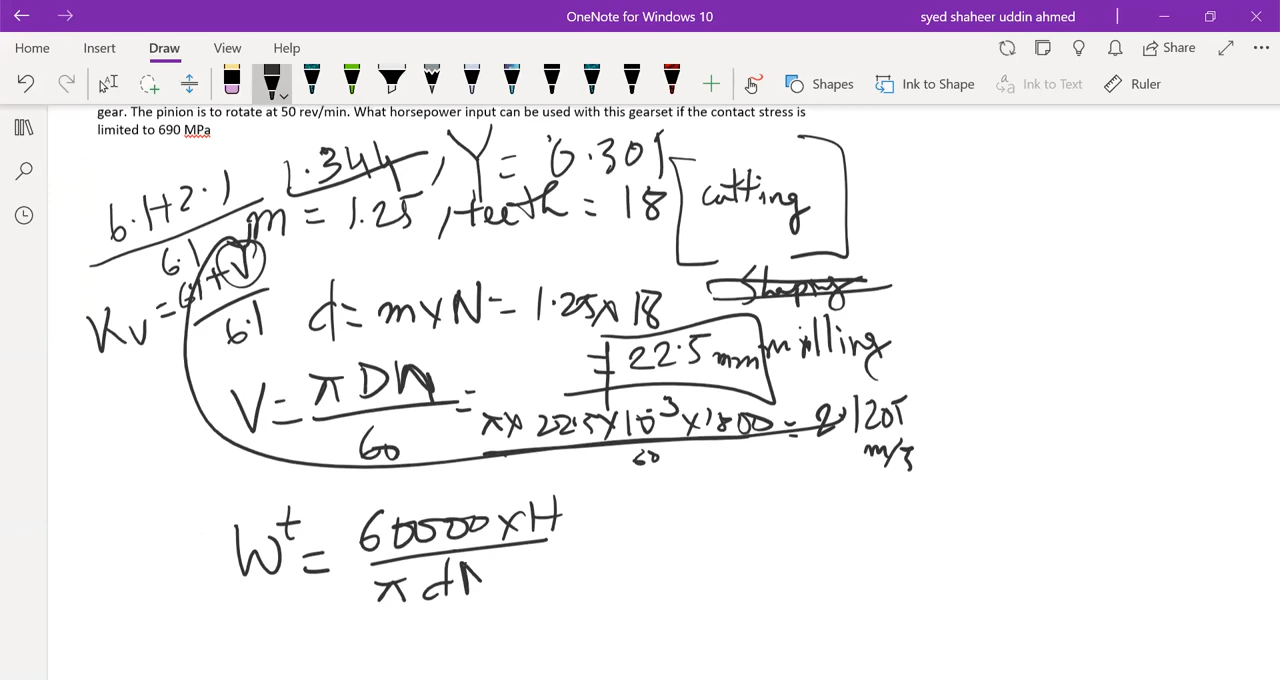 OneNote for Windows 10
syed shaheer uddin ahmed
Home Insert Draw View Help
Share
Shapes Ink to Shape Ink to Text Ruler
gear. The pinion is to rotate at 50 rev/min. What horsepower input can be used with this gearset if the contact stress is
limited to 690 MPa
6.1+2.1
6.1
1.344, Y = 0.301
m = 1.25, teeth = 18
cutting
Shaping
milling
Kv = 6.1+V
6.1
d = m×N = 1.25×18
= 22.5 mm
V = πDN
60
= π×22.5×10-3×1800 = 2.1205
60
m/s
Wt = 60000×H
π d